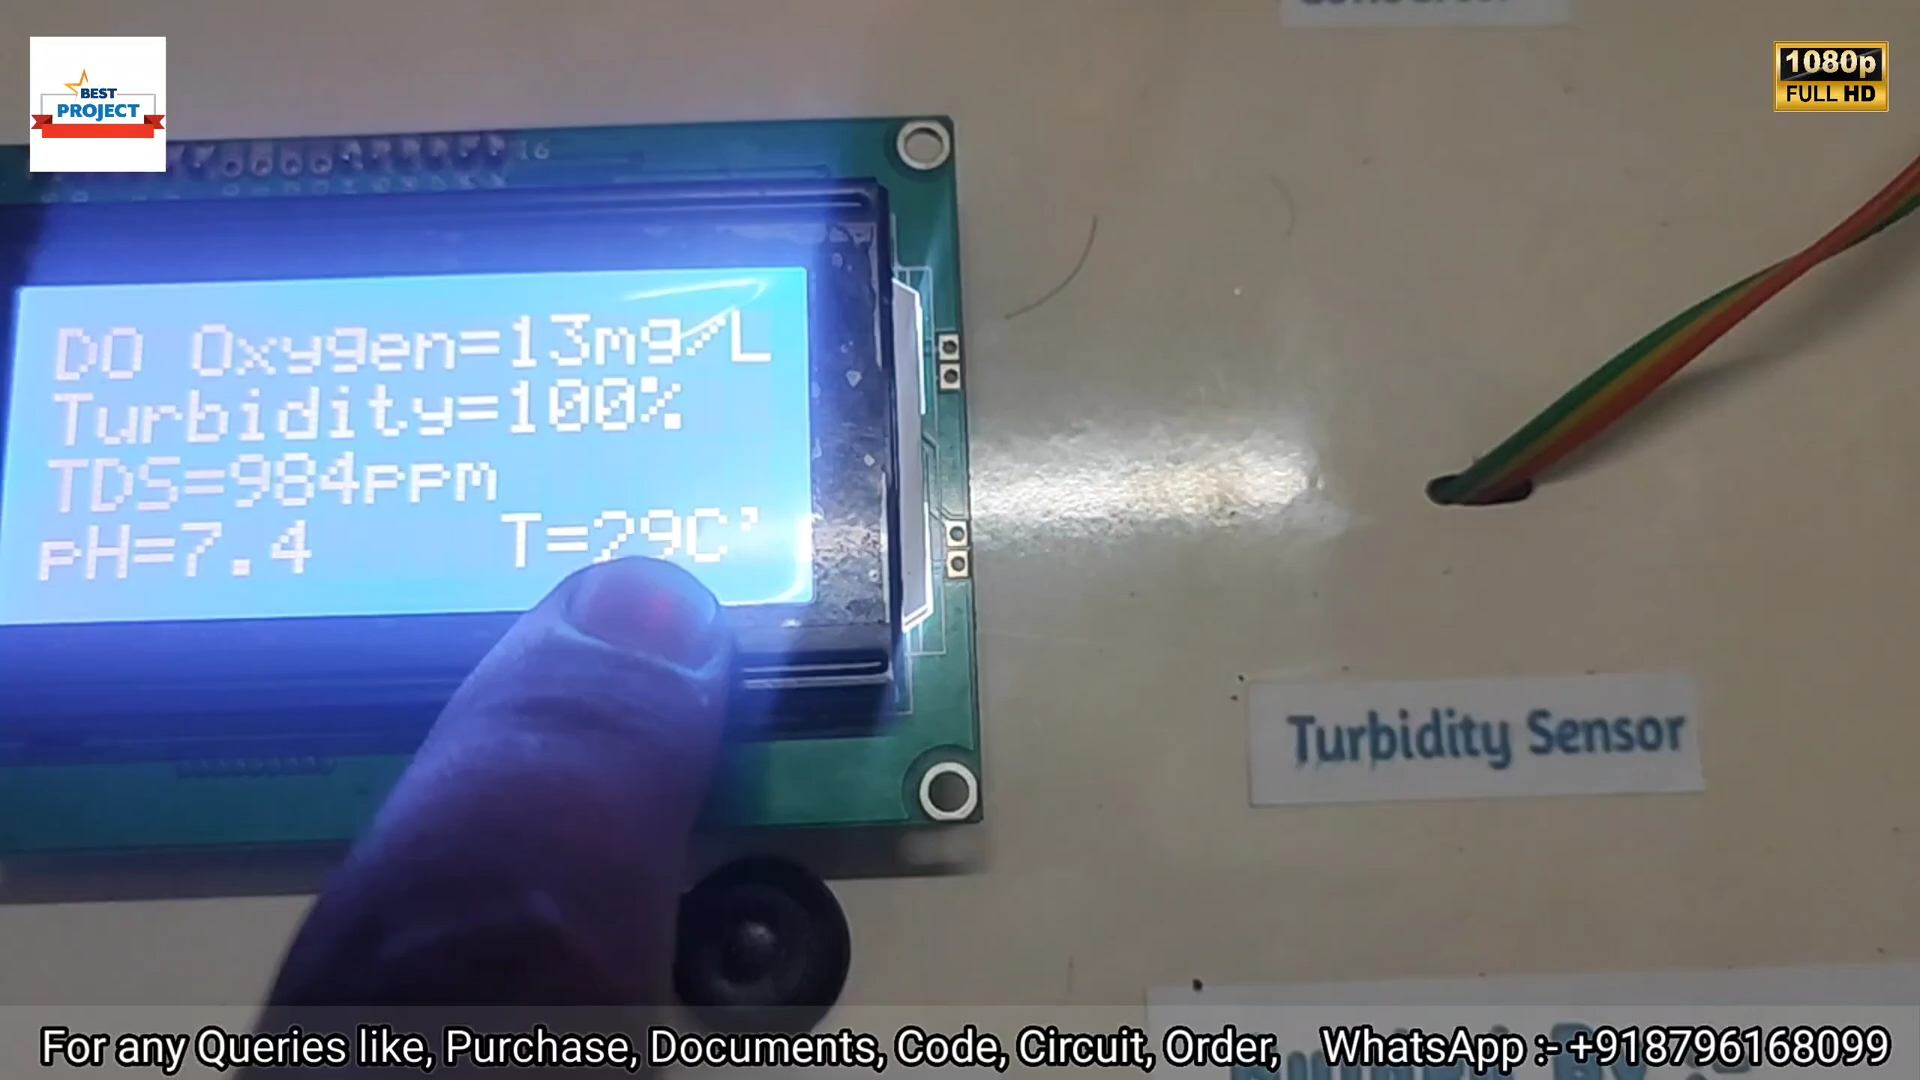 BEST
PROJECT
1080p
FULL HD
16
DO Oxygen=13mg/L
Turbidity=100%
TDS=984ppm
pH=7.4 T=29C'
Turbidity Sensor
For any Queries like, Purchase, Documents, Code, Circuit, Order, WhatsApp :- +918796168099